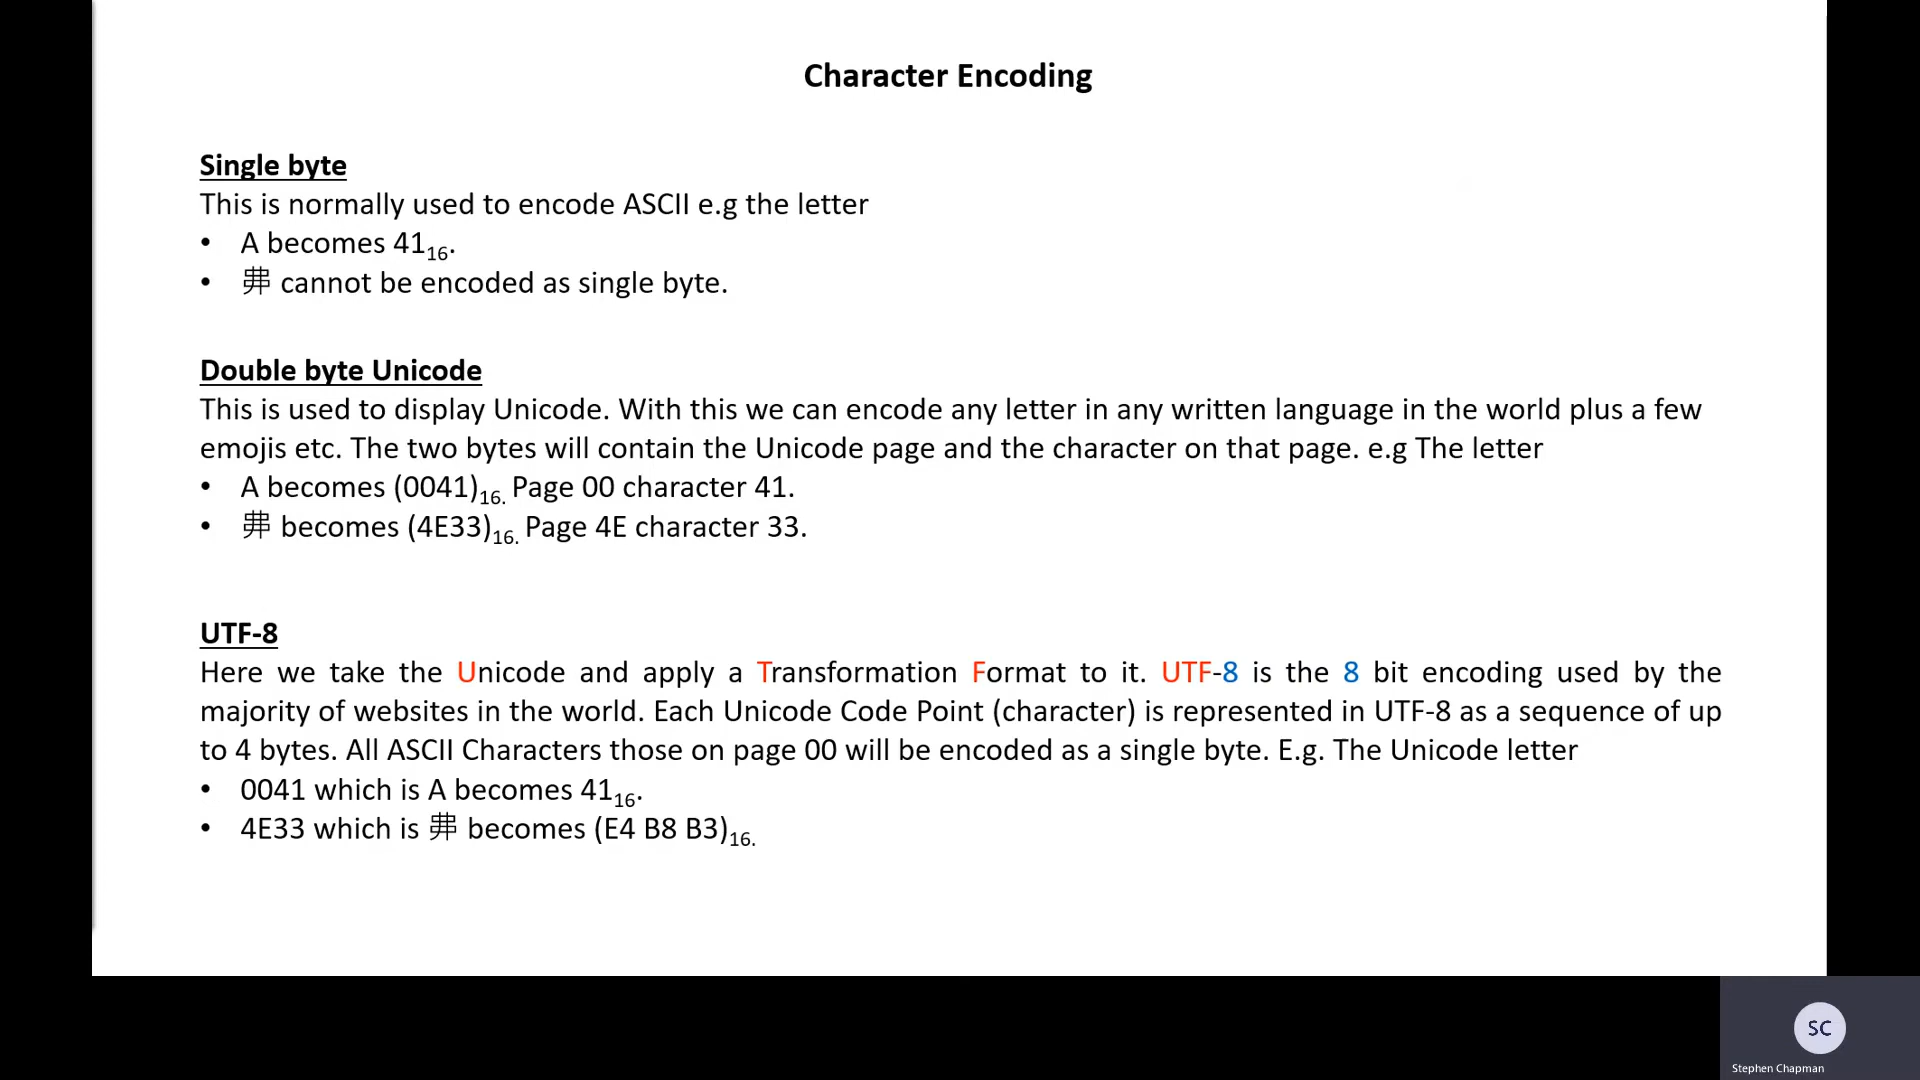 Character Encoding
Single byte
This is normally used to encode ASCII e.g the letter
• A becomes 41₁₆.
• 丳 cannot be encoded as single byte.
Double byte Unicode
This is used to display Unicode. With this we can encode any letter in any written language in the world plus a few
emojis etc. The two bytes will contain the Unicode page and the character on that page. e.g The letter
• A becomes (0041)₁₆. Page 00 character 41.
• 丳 becomes (4E33)₁₆. Page 4E character 33.
UTF-8
Here we take the Unicode and apply a Transformation Format to it. UTF-8 is the 8 bit encoding used by the
majority of websites in the world. Each Unicode Code Point (character) is represented in UTF-8 as a sequence of up
to 4 bytes. All ASCII Characters those on page 00 will be encoded as a single byte. E.g. The Unicode letter
• 0041 which is A becomes 41₁₆.
• 4E33 which is 丳 becomes (E4 B8 B3)₁₆.
SC
Stephen Chapman